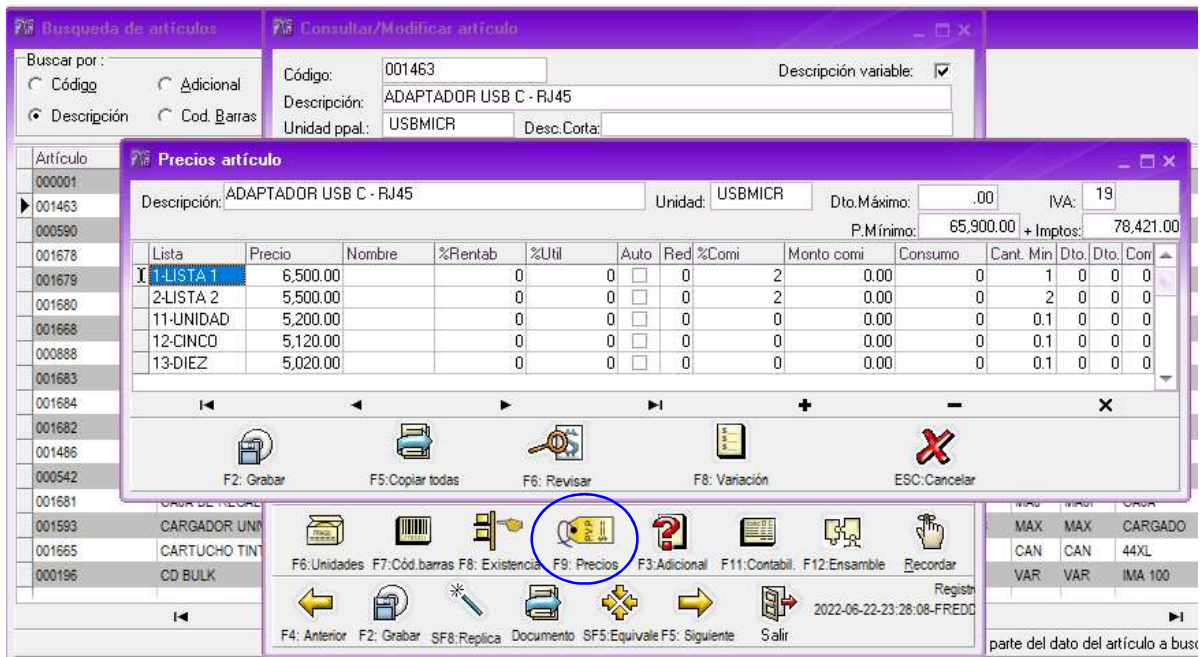 Busqueda de artículos
Consultar/Modificar artículo
Buscar por :
Código
Adicional
Descripción
Cod. Barras
Código: 001463
Descripción variable:
Descripción: ADAPTADOR USB C - RJ45
Unidad ppal.: USBMICR
Desc.Corta:
Artículo
000001
001463
000590
001678
001679
001680
001668
000888
001683
001684
001682
001486
000542
001681
001593 CARGADOR UNI
001665 CARTUCHO TINT
000196 CD BULK
MAX MAX CARGADO
CAN CAN 44XL
VAR VAR IMA 100
Precios artículo
Descripción: ADAPTADOR USB C - RJ45 Unidad: USBMICR Dto.Máximo: .00 IVA: 19
P.Mínimo: 65,900.00 + Imptos: 78,421.00
Lista Precio Nombre %Rentab %Util Auto Red %Comi Monto comi Consumo Cant. Min Dto. Dto. Com
1-LISTA 1 6,500.00 0 0 0 2 0.00 0 1 0 0 0
2-LISTA 2 5,500.00 0 0 0 2 0.00 0 2 0 0 0
11-UNIDAD 5,200.00 0 0 0 0 0.00 0 0.1 0 0 0
12-CINCO 5,120.00 0 0 0 0 0.00 0 0.1 0 0 0
13-DIEZ 5,020.00 0 0 0 0 0.00 0 0.1 0 0 0
F2: Grabar F5:Copiar todas F6: Revisar F8: Variación ESC:Cancelar
F6:Unidades F7:Cód.barras F8: Existencia F9: Precios F3:Adicional F11:Contabil. F12:Ensamble Recordar
Registr
2022-06-22-23:28:08-FREDD
F4: Anterior F2: Grabar SF8:Replica Documento SF5:Equivale F5: Siguiente Salir
parte del dato del artículo a busc